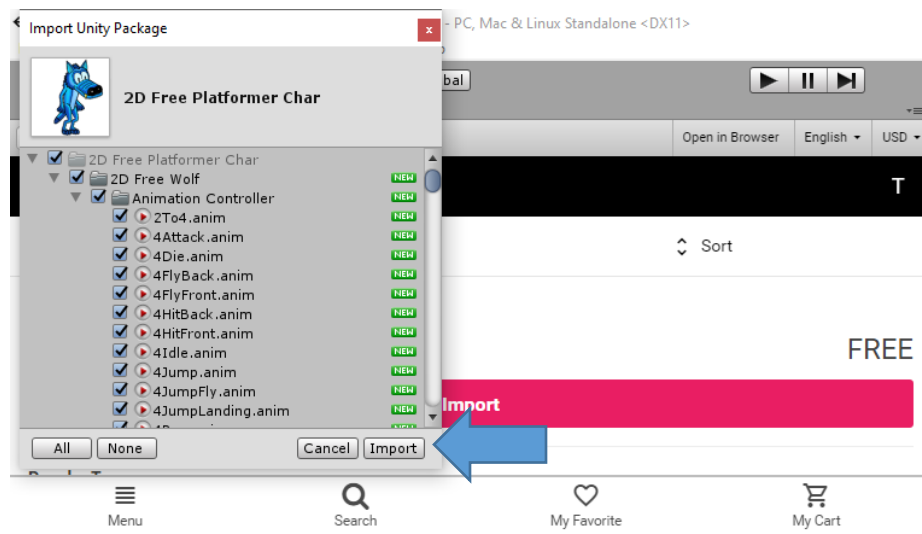 Import Unity Package
x
- PC, Mac & Linux Standalone <DX11>
2D Free Platformer Char
bal
Open in Browser
English
USD
2D Free Platformer Char
2D Free Wolf NEW
Animation Controller NEW
2To4.anim NEW
4Attack.anim NEW
4Die.anim NEW
4FlyBack.anim NEW
4FlyFront.anim NEW
4HitBack.anim NEW
4HitFront.anim NEW
4Idle.anim NEW
4Jump.anim NEW
4JumpFly.anim NEW
4JumpLanding.anim NEW
All
None
Cancel
Import
T
Sort
FREE
Import
Menu
Search
My Favorite
My Cart